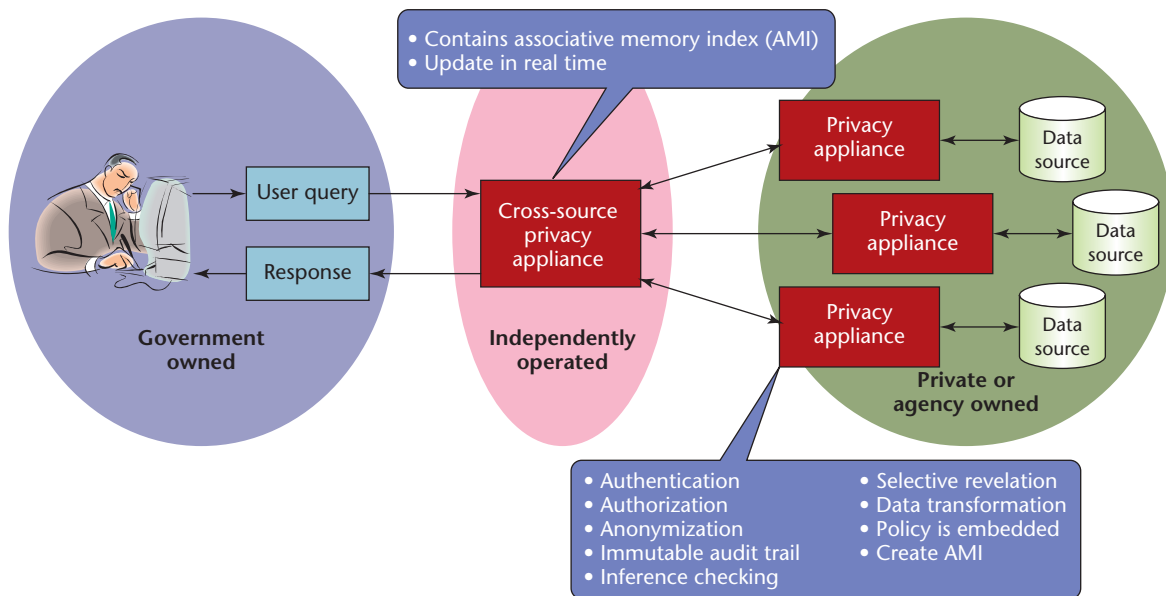 • Contains associative memory index (AMI)
• Update in real time
User query
Response
Government
owned
Cross-source
privacy
appliance
Independently
operated
Privacy
appliance
Data
source
Privacy
appliance
Data
source
Privacy
appliance
Data
source
Private or
agency owned
• Authentication
• Authorization
• Anonymization
• Immutable audit trail
• Inference checking
• Selective revelation
• Data transformation
• Policy is embedded
• Create AMI